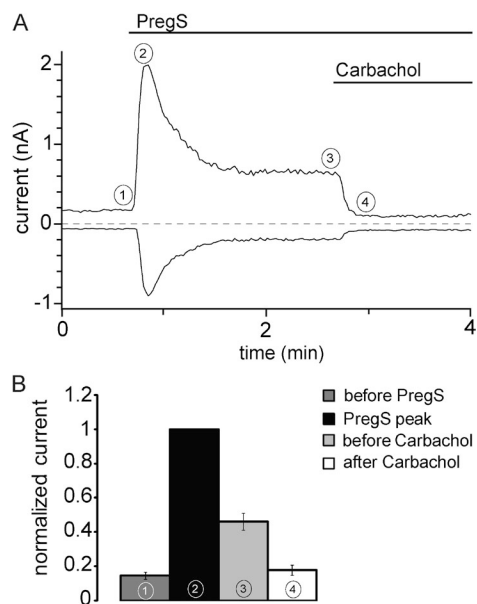 A
PregS
Carbachol
2
1
0
-1
current (nA)
1
2
3
4
0
2
4
time (min)
B
1.2
1
0.8
0.6
0.4
0.2
0
normalized current
1
2
3
4
before PregS
PregS peak
before Carbachol
after Carbachol